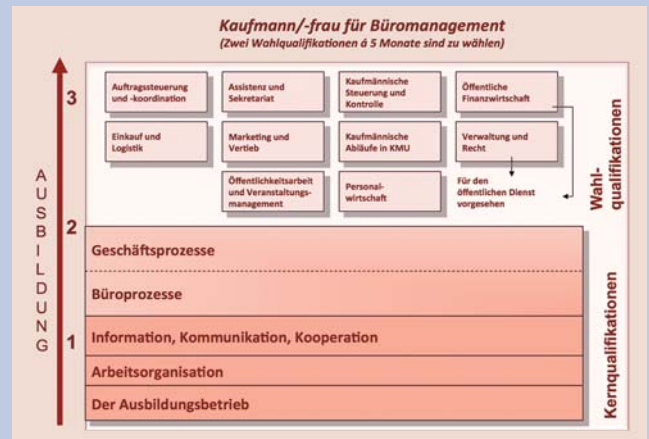 Kaufmann/-frau für Büromanagement
(Zwei Wahlqualifikationen á 5 Monate sind zu wählen)
AUSBILDUNG
3
2
1
Auftragssteuerung
und -koordination
Assistenz und
Sekretariat
Kaufmännische
Steuerung und
Kontrolle
Öffentliche
Finanzwirtschaft
Einkauf und
Logistik
Marketing und
Vertieb
Kaufmännische
Abläufe in KMU
Verwaltung und
Recht
Öffentlichkeitsarbeit
und Veranstaltungs-
management
Personal-
wirtschaft
Für den
öffentlichen Dienst
vorgesehen
Wahl-
qualifikationen
Geschäftsprozesse
Büroprozesse
Information, Kommunikation, Kooperation
Arbeitsorganisation
Der Ausbildungsbetrieb
Kernqualifikationen